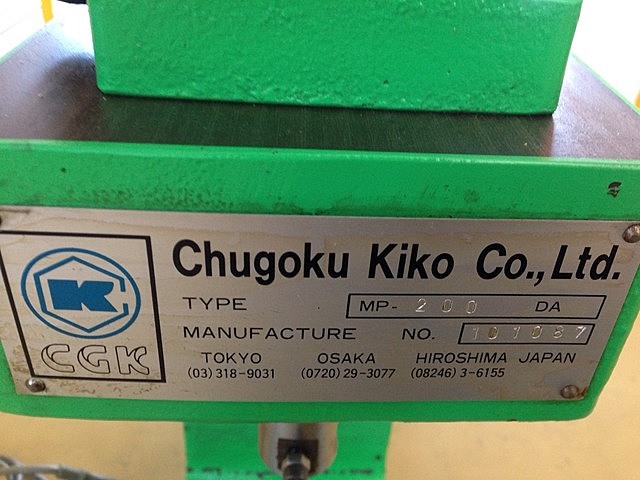 Chugoku Kiko Co., Ltd.
TYPE MP- 200 DA
MANUFACTURE NO. 101087
TOKYO OSAKA HIROSHIMA JAPAN
(03) 318-9031 (0720) 29-3077 (08246) 3-6155
CK
CGK